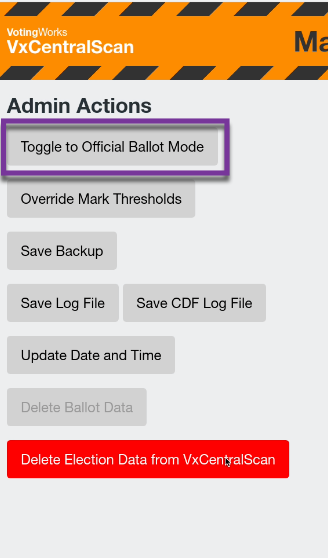 VotingWorks
VxCentralScan
Ma
Admin Actions
Toggle to Official Ballot Mode
Override Mark Thresholds
Save Backup
Save Log File Save CDF Log File
Update Date and Time
Delete Ballot Data
Delete Election Data from VxCentralScan